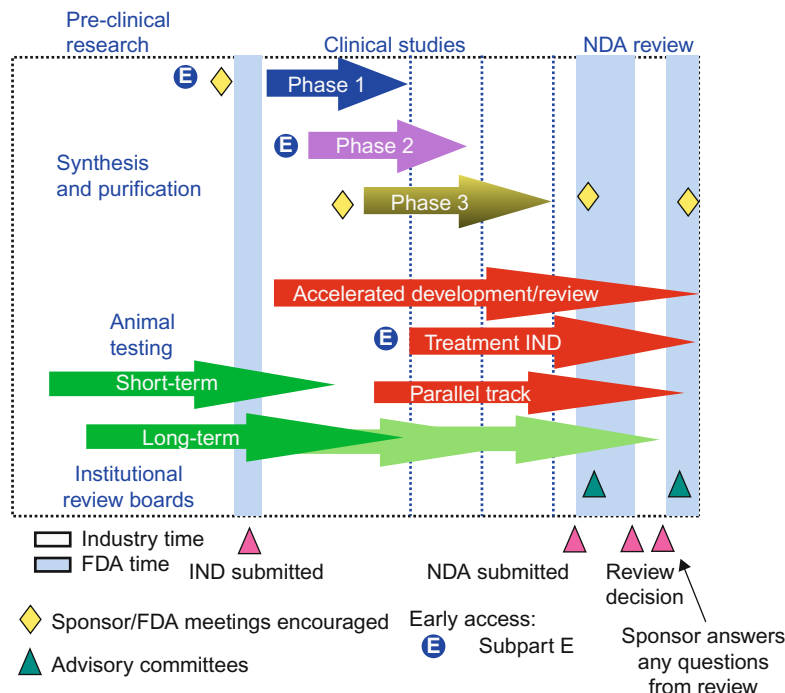 Pre-clinical
research
Clinical studies
NDA review
E
Phase 1
E
Phase 2
Synthesis
and purification
Phase 3
Accelerated development/review
Animal
testing
E
Treatment IND
Short-term
Parallel track
Long-term
Institutional
review boards
Industry time
FDA time
IND submitted
NDA submitted
Review
decision
Sponsor/FDA meetings encouraged
Early access:
E Subpart E
Advisory committees
Sponsor answers
any questions
from review